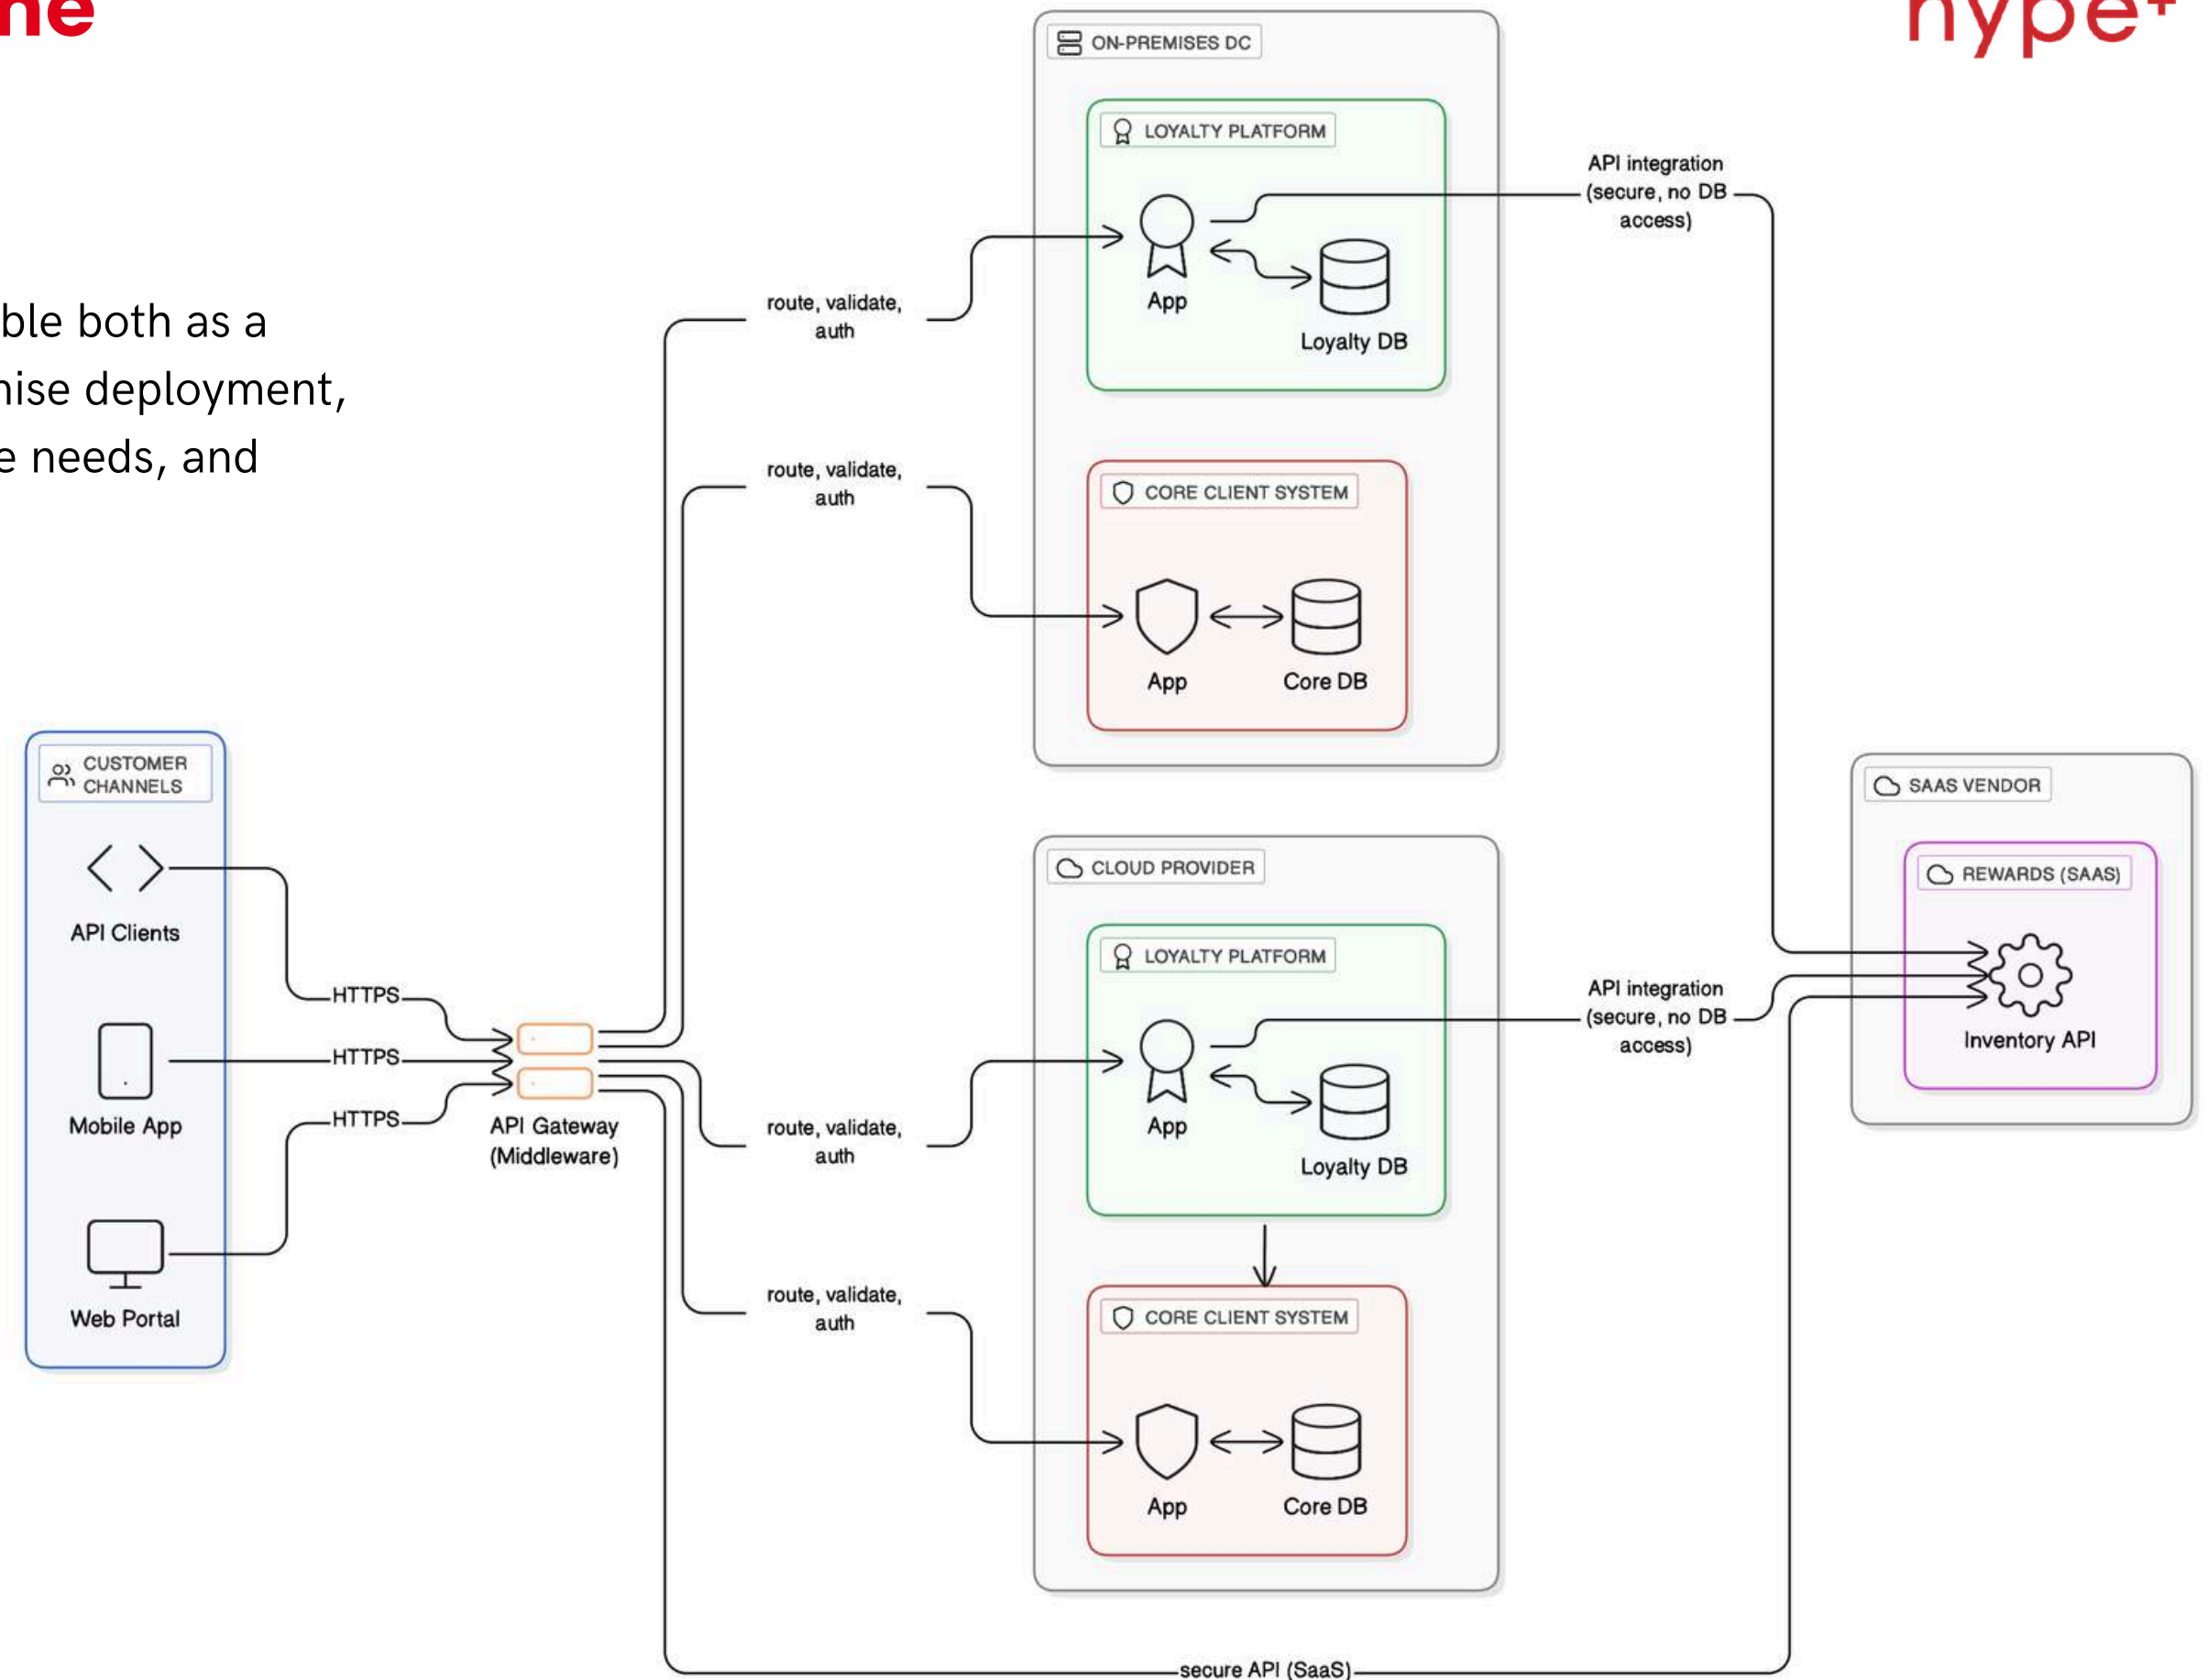 ne
hype+
ble both as a
nise deployment,
e needs, and
ON-PREMISES DC
LOYALTY PLATFORM
App
Loyalty DB
API integration
(secure, no DB
access)
route, validate,
auth
route, validate,
auth
CORE CLIENT SYSTEM
App
Core DB
CUSTOMER
CHANNELS
API Clients
Mobile App
Web Portal
HTTPS
HTTPS
HTTPS
API Gateway
(Middleware)
CLOUD PROVIDER
LOYALTY PLATFORM
App
Loyalty DB
API integration
(secure, no DB
access)
route, validate,
auth
route, validate,
auth
CORE CLIENT SYSTEM
App
Core DB
SAAS VENDOR
REWARDS (SAAS)
Inventory API
secure API (SaaS)